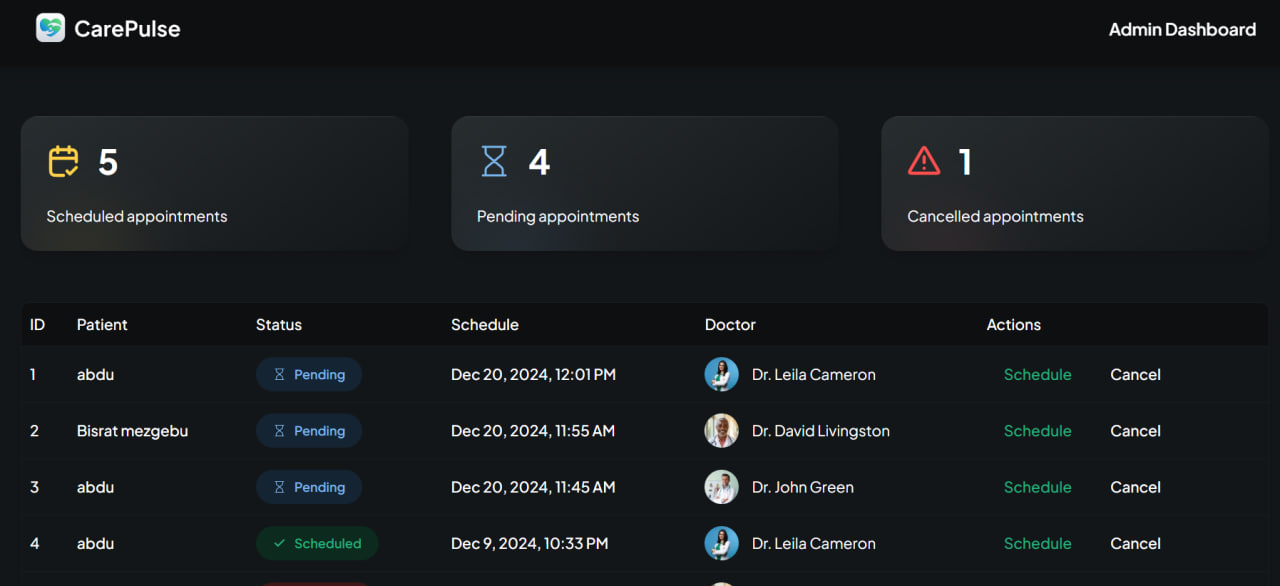 CarePulse
Admin Dashboard
5
Scheduled appointments
4
Pending appointments
1
Cancelled appointments
ID Patient Status Schedule Doctor Actions
1 abdu Pending Dec 20, 2024, 12:01 PM Dr. Leila Cameron Schedule Cancel
2 Bisrat mezgebu Pending Dec 20, 2024, 11:55 AM Dr. David Livingston Schedule Cancel
3 abdu Pending Dec 20, 2024, 11:45 AM Dr. John Green Schedule Cancel
4 abdu Scheduled Dec 9, 2024, 10:33 PM Dr. Leila Cameron Schedule Cancel